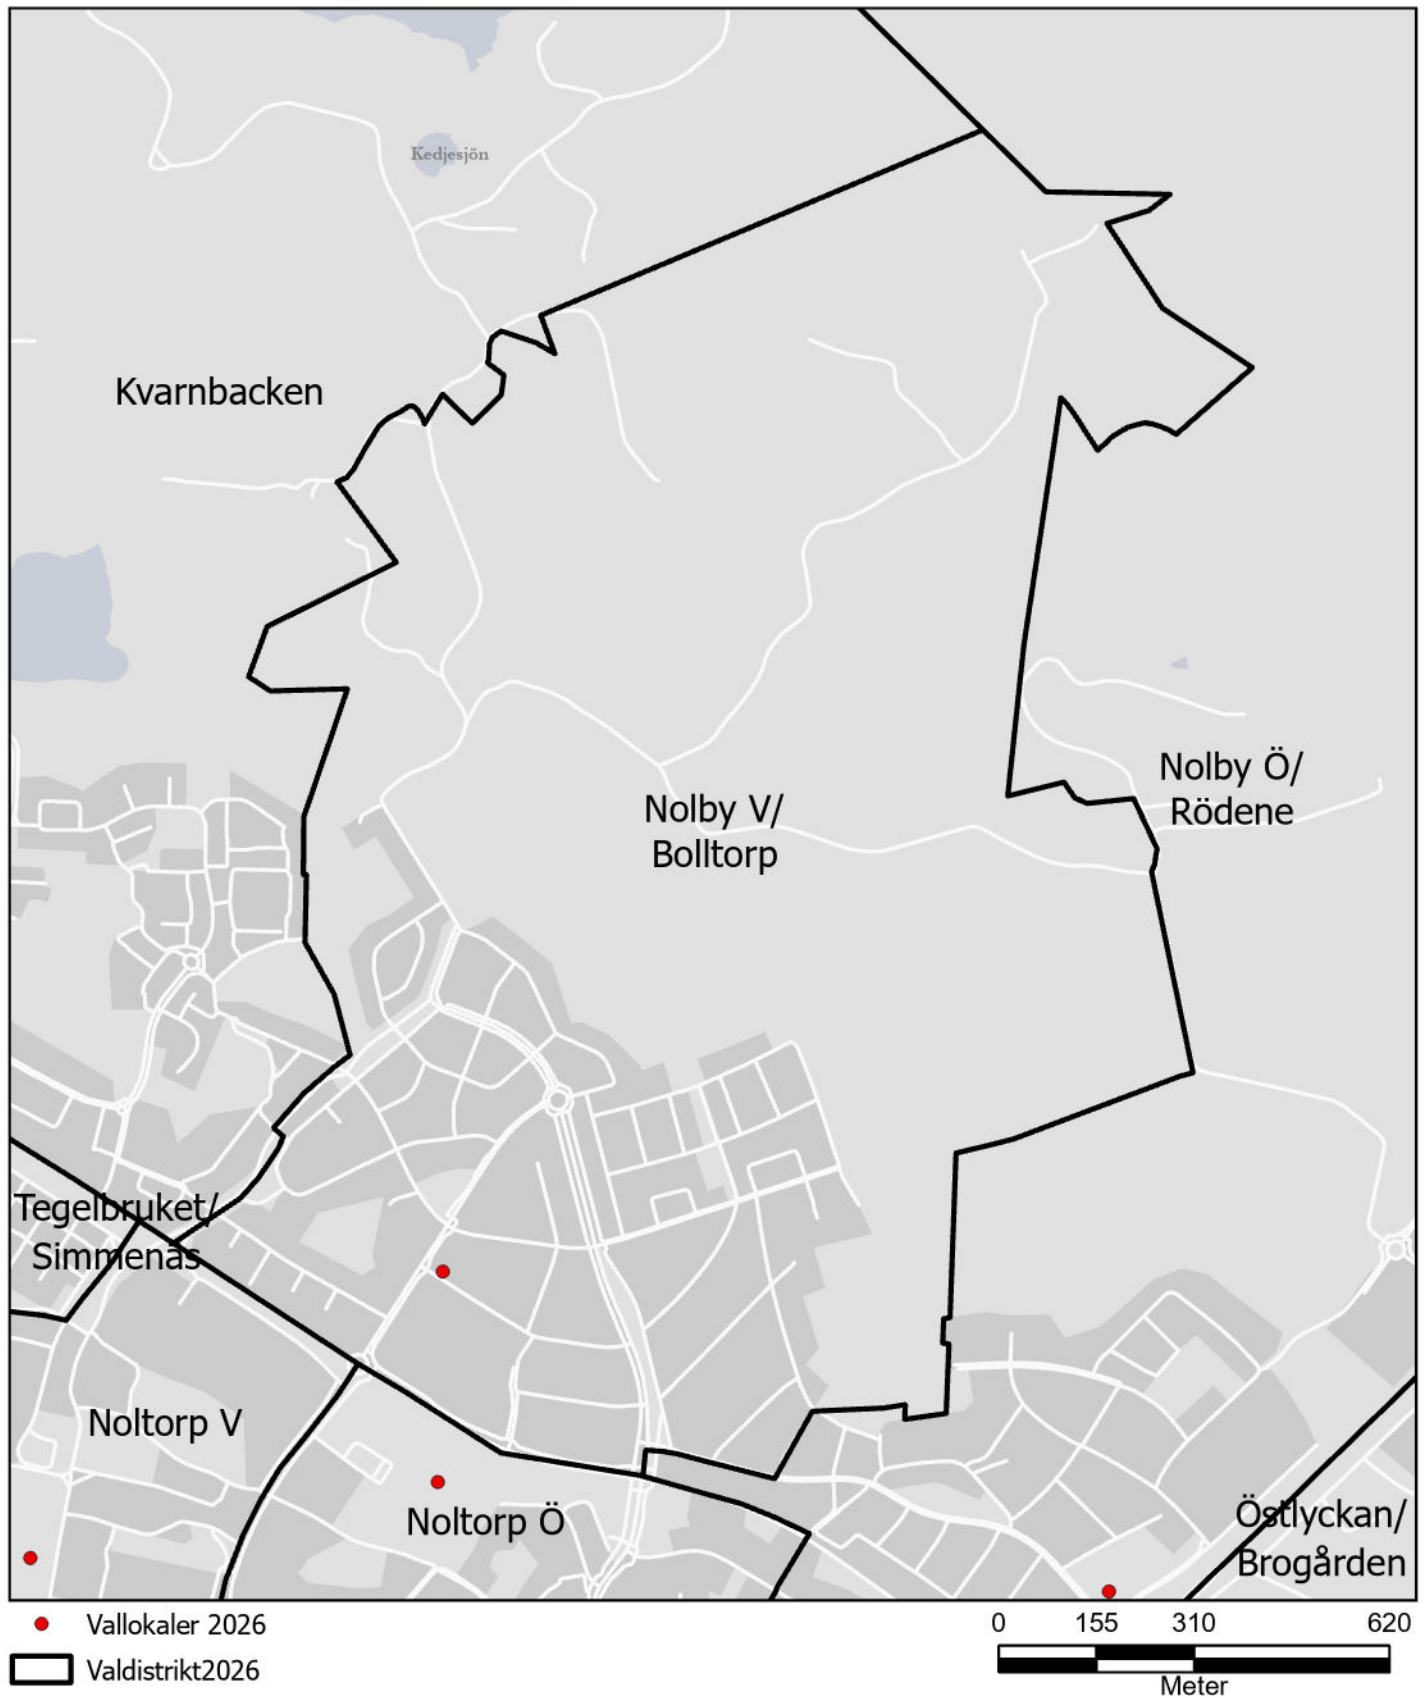 Kedjesjön
Kvarnbacken
Nolby Ö/
Rödene
Nolby V/
Bolltorp
Tegelbruket/
Simmenäs
Noltorp V
Noltorp Ö
Östlyckan/
Brogården
Vallokaler 2026
Valdistrikt2026
0 155 310 620
Meter